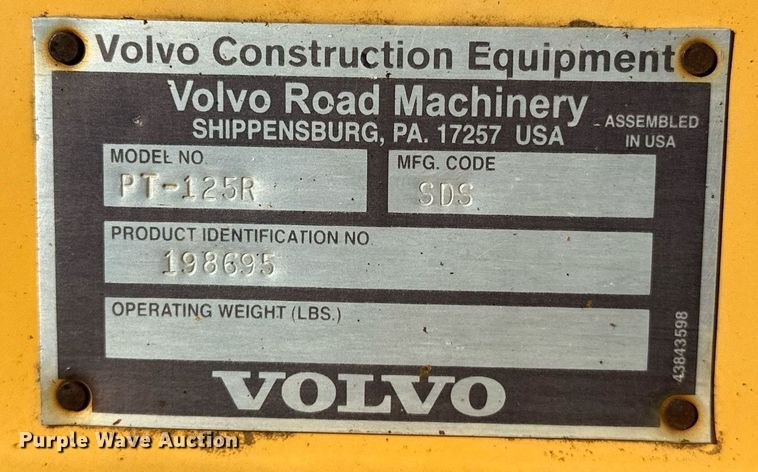 Volvo Construction Equipment
Volvo Road Machinery
SHIPPENSBURG, PA. 17257 USA
ASSEMBLED
IN USA
MODEL NO
PT-125R
MFG. CODE
SDS
PRODUCT IDENTIFICATION NO
198695
OPERATING WEIGHT (LBS.)
43843598
VOLVO
Purple Wave Auction